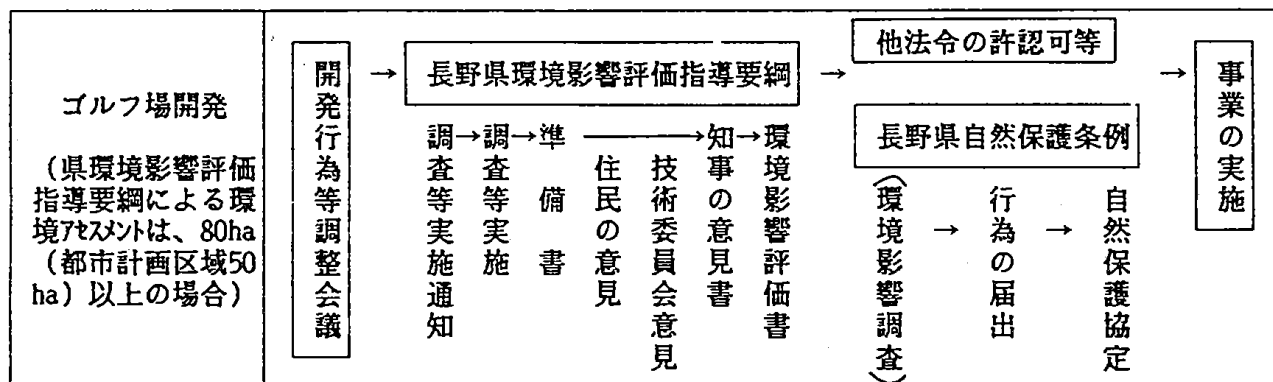 ゴルフ場開発
(県環境影響評価
指導要綱による環
境アセスメントは、80ha
(都市計画区域50
ha)以上の場合)
開発行為等調整会議
→
長野県環境影響評価指導要綱
調査等実施通知
→
調査等実施
→
準備書
→
住民の意見
技術委員会意見
知事の意見書
→
環境影響評価書
→
他法令の許認可等
長野県自然保護条例
(環境影響調査)
→
行為の届出
→
自然保護協定
→
事業の実施